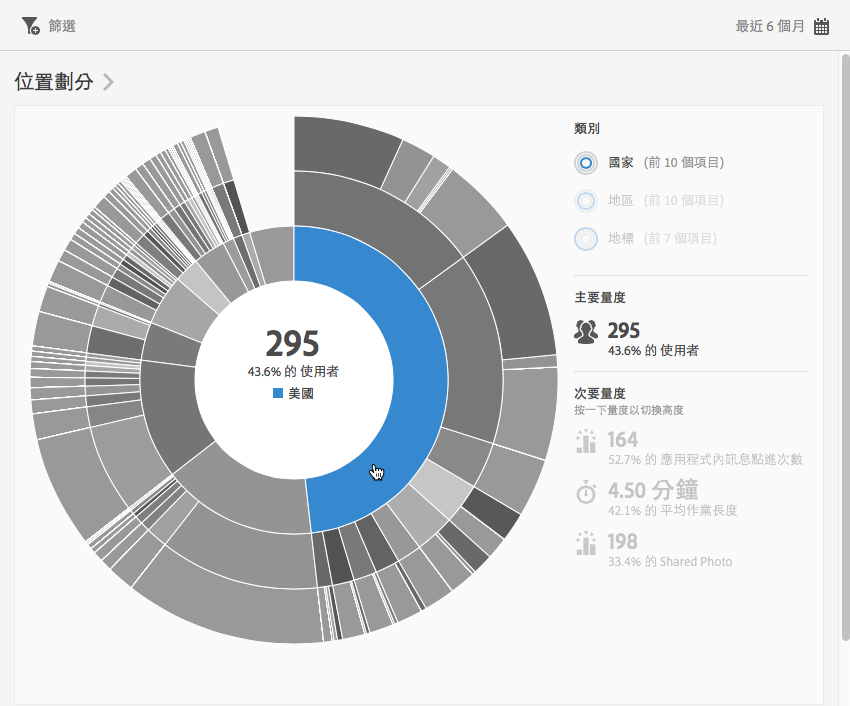 篩選
最近 6 個月
位置劃分
295
43.6% 的 使用者
美國
類別
國家 (前 10 個項目)
地區 (前 10 個項目)
地標 (前 7 個項目)
主要量度
295
43.6% 的 使用者
次要量度
按一下量度以切換高度
164
52.7% 的 應用程式內訊息點進次數
4.50 分鐘
42.1% 的 平均作業長度
198
33.4% 的 Shared Photo